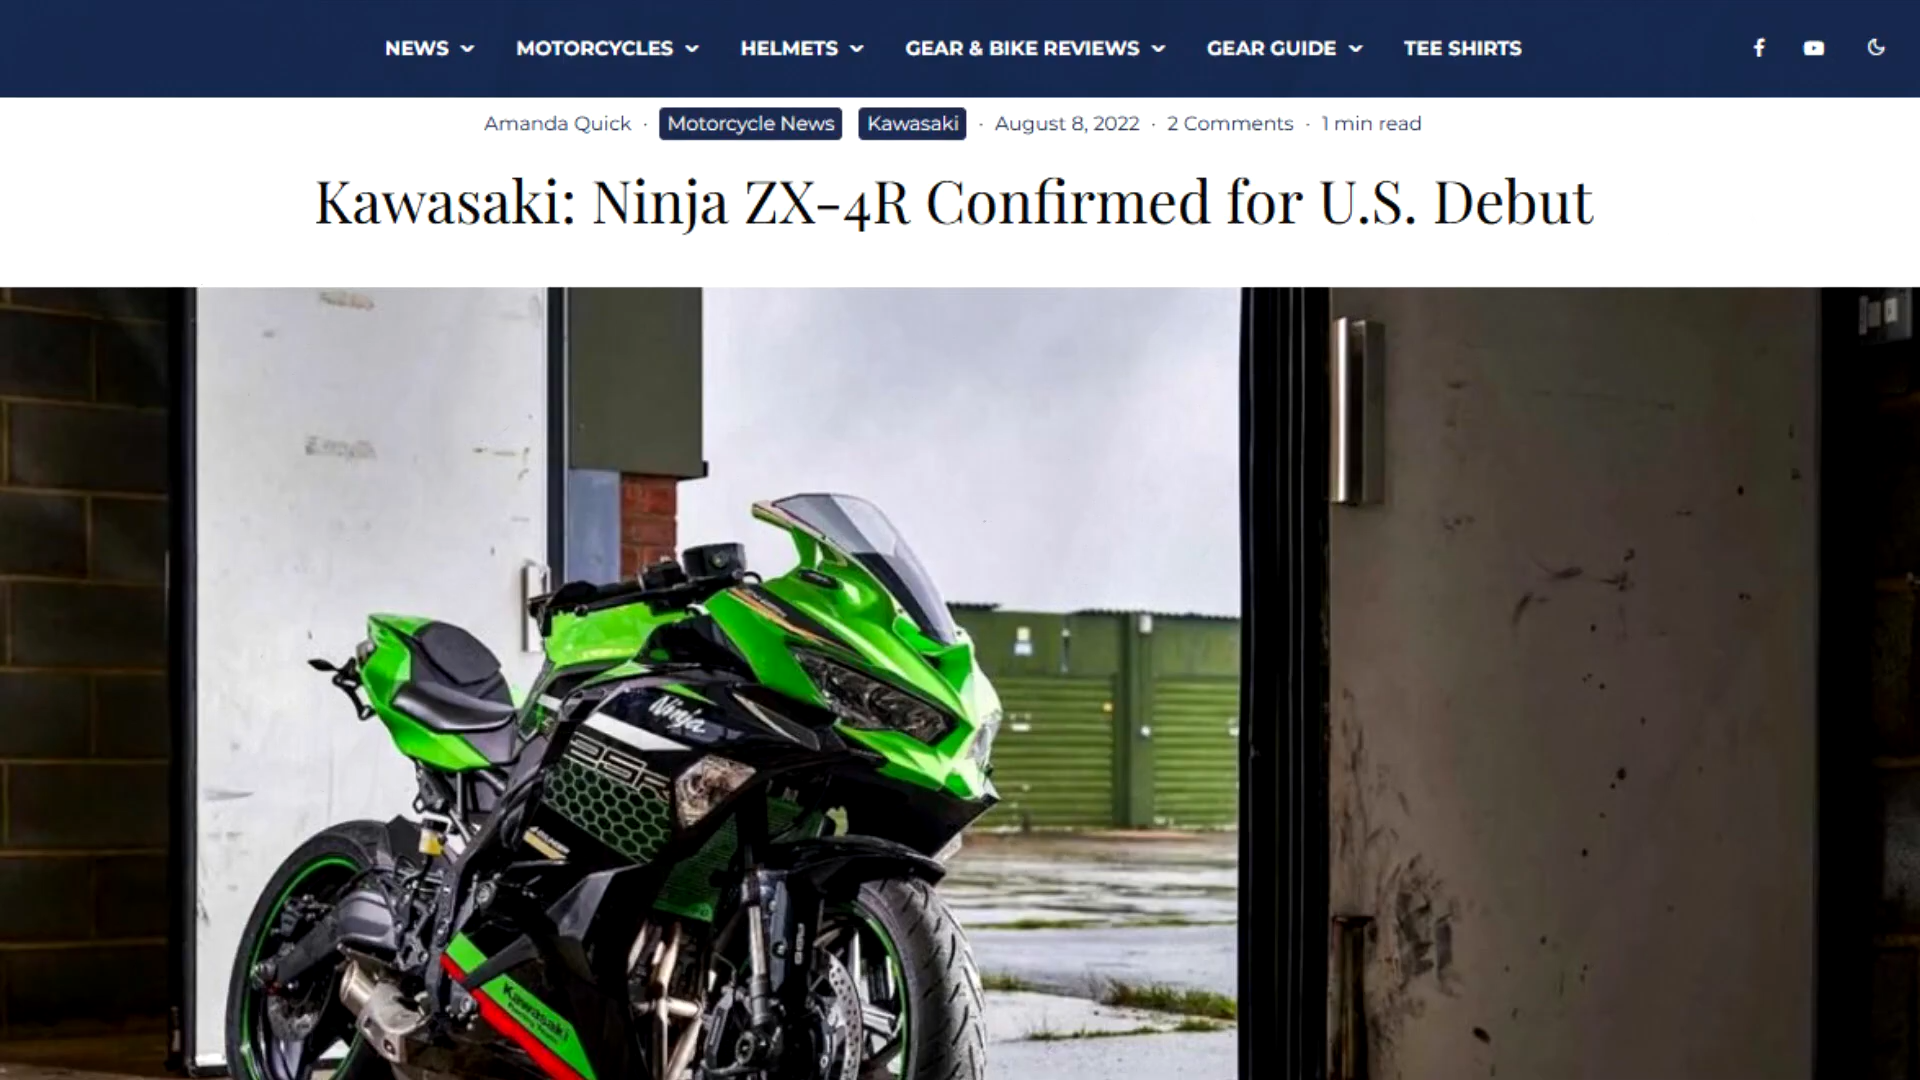 NEWS MOTORCYCLES HELMETS GEAR & BIKE REVIEWS GEAR GUIDE TEE SHIRTS
Amanda Quick · Motorcycle News Kawasaki · August 8, 2022 · 2 Comments · 1 min read
Kawasaki: Ninja ZX-4R Confirmed for U.S. Debut
Ninja
25R
Kawasaki